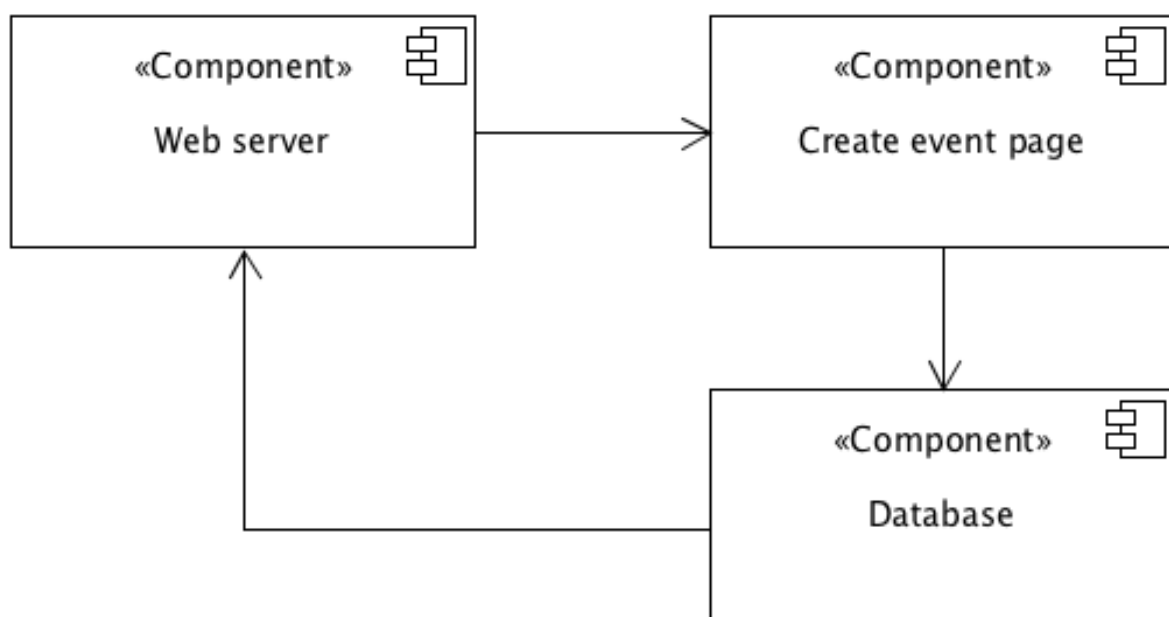 «Component»
Web server
«Component»
Create event page
«Component»
Database